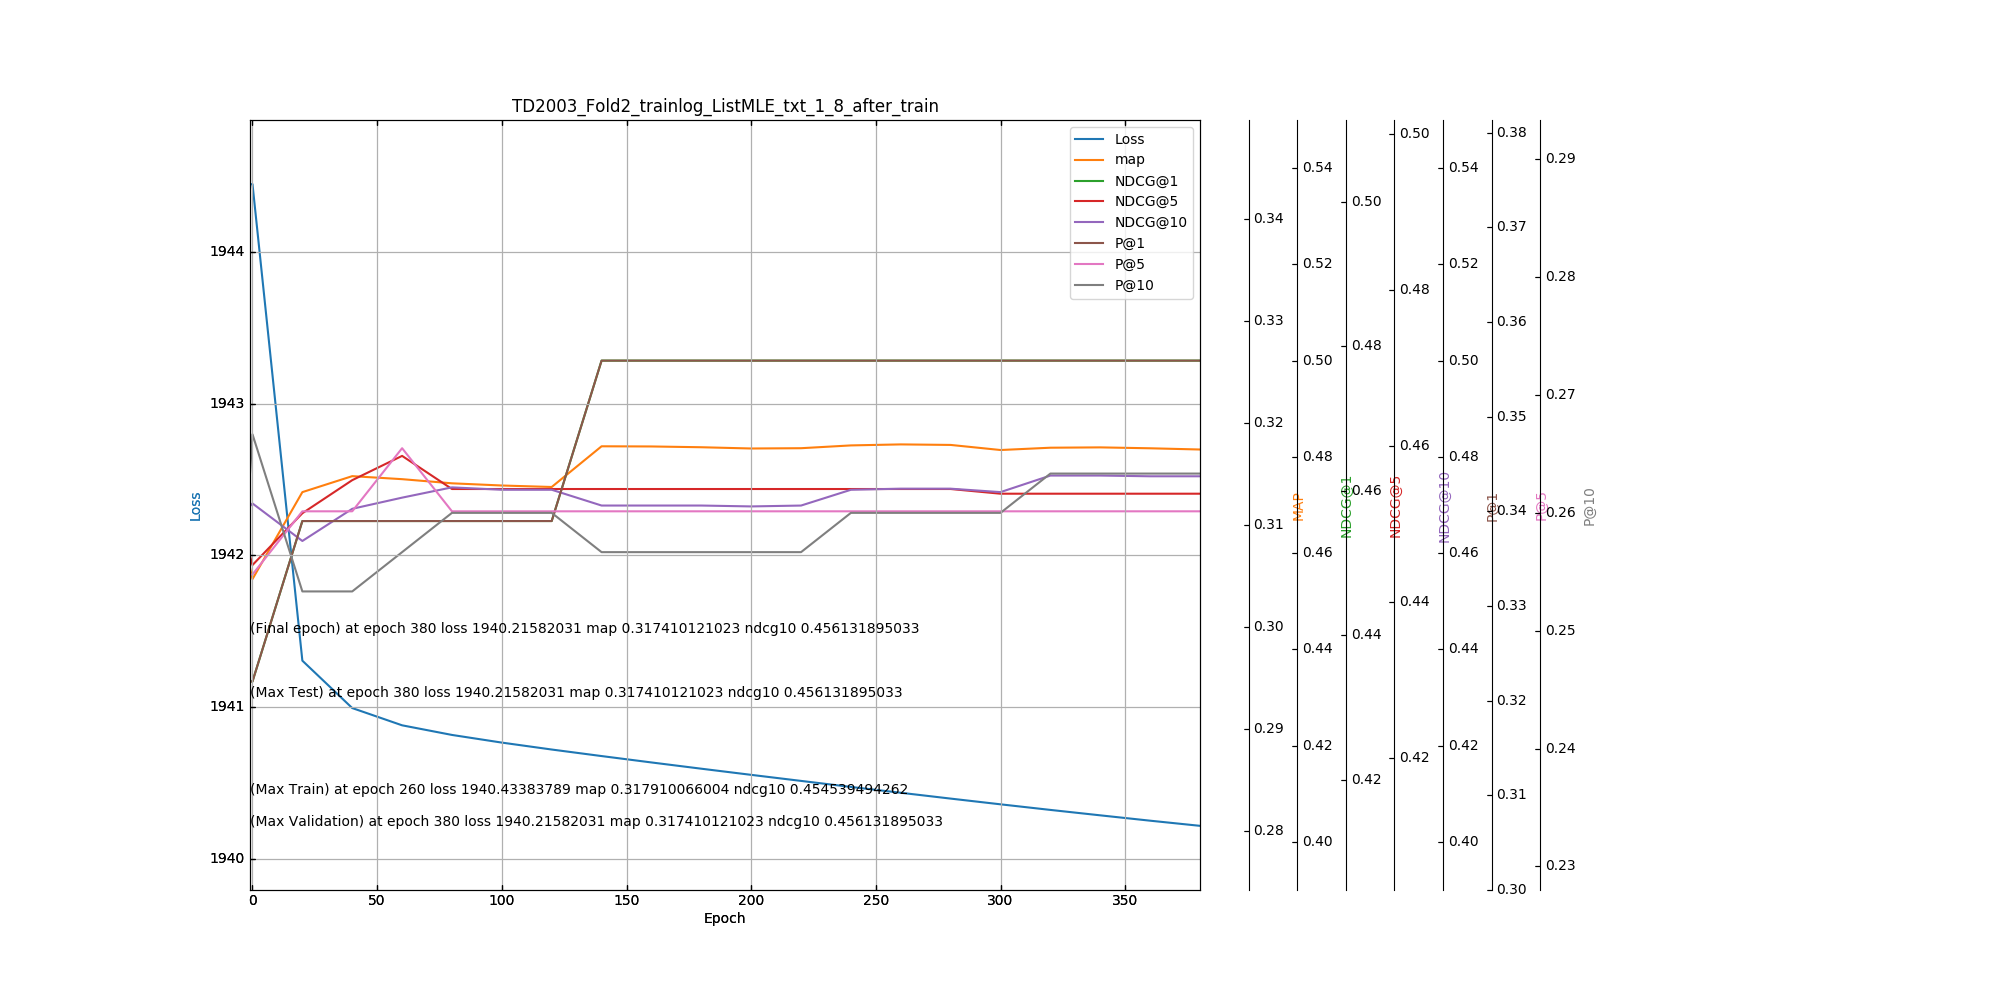 TD2003_Fold2_trainlog_ListMLE_txt_1_8_after_train
Loss
map
NDCG@1
NDCG@5
NDCG@10
P@1
P@5
P@10
1944
1943
1942
1941
1940
Loss
(Final epoch) at epoch 380 loss 1940.21582031 map 0.317410121023 ndcg10 0.456131895033
(Max Test) at epoch 380 loss 1940.21582031 map 0.317410121023 ndcg10 0.456131895033
(Max Train) at epoch 260 loss 1940.43383789 map 0.317910066004 ndcg10 0.454539494262
(Max Validation) at epoch 380 loss 1940.21582031 map 0.317410121023 ndcg10 0.456131895033
0 50 100 150 200 250 300 350
Epoch
0.34
0.33
0.32
0.31
0.30
0.29
0.28
MAP
0.54
0.52
0.50
0.48
0.46
0.44
0.42
0.40
NDCG@1
0.50
0.48
0.46
0.44
0.42
NDCG@5
0.50
0.48
0.46
0.44
0.42
NDCG@10
0.54
0.52
0.50
0.48
0.46
0.44
0.42
0.40
P@1
0.38
0.37
0.36
0.35
0.34
0.33
0.32
0.31
0.30
P@5
0.29
0.28
0.27
0.26
0.25
0.24
0.23
P@10